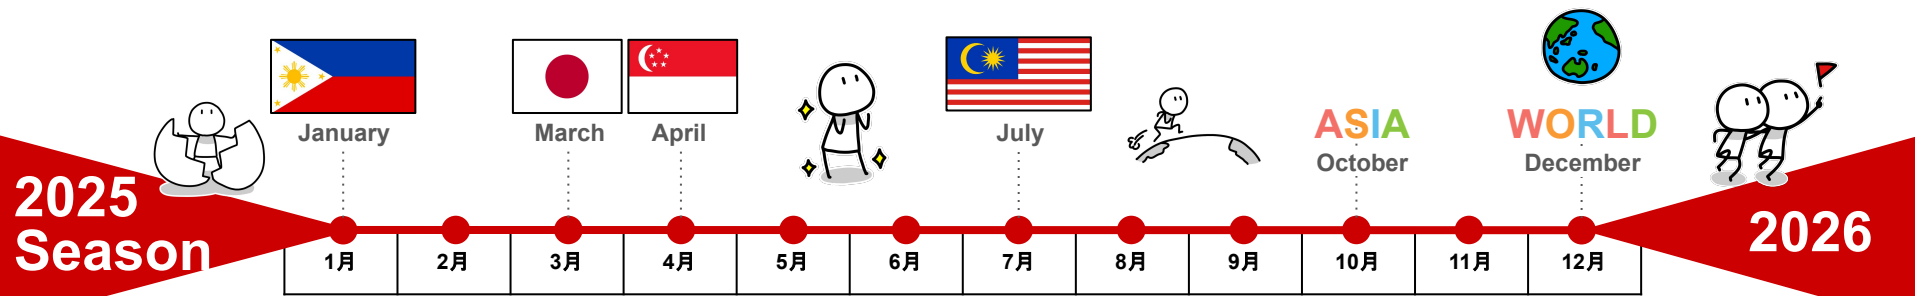 2025
Season
January
March
April
July
ASIA
October
WORLD
December
2026
1月
2月
3月
4月
5月
6月
7月
8月
9月
10月
11月
12月